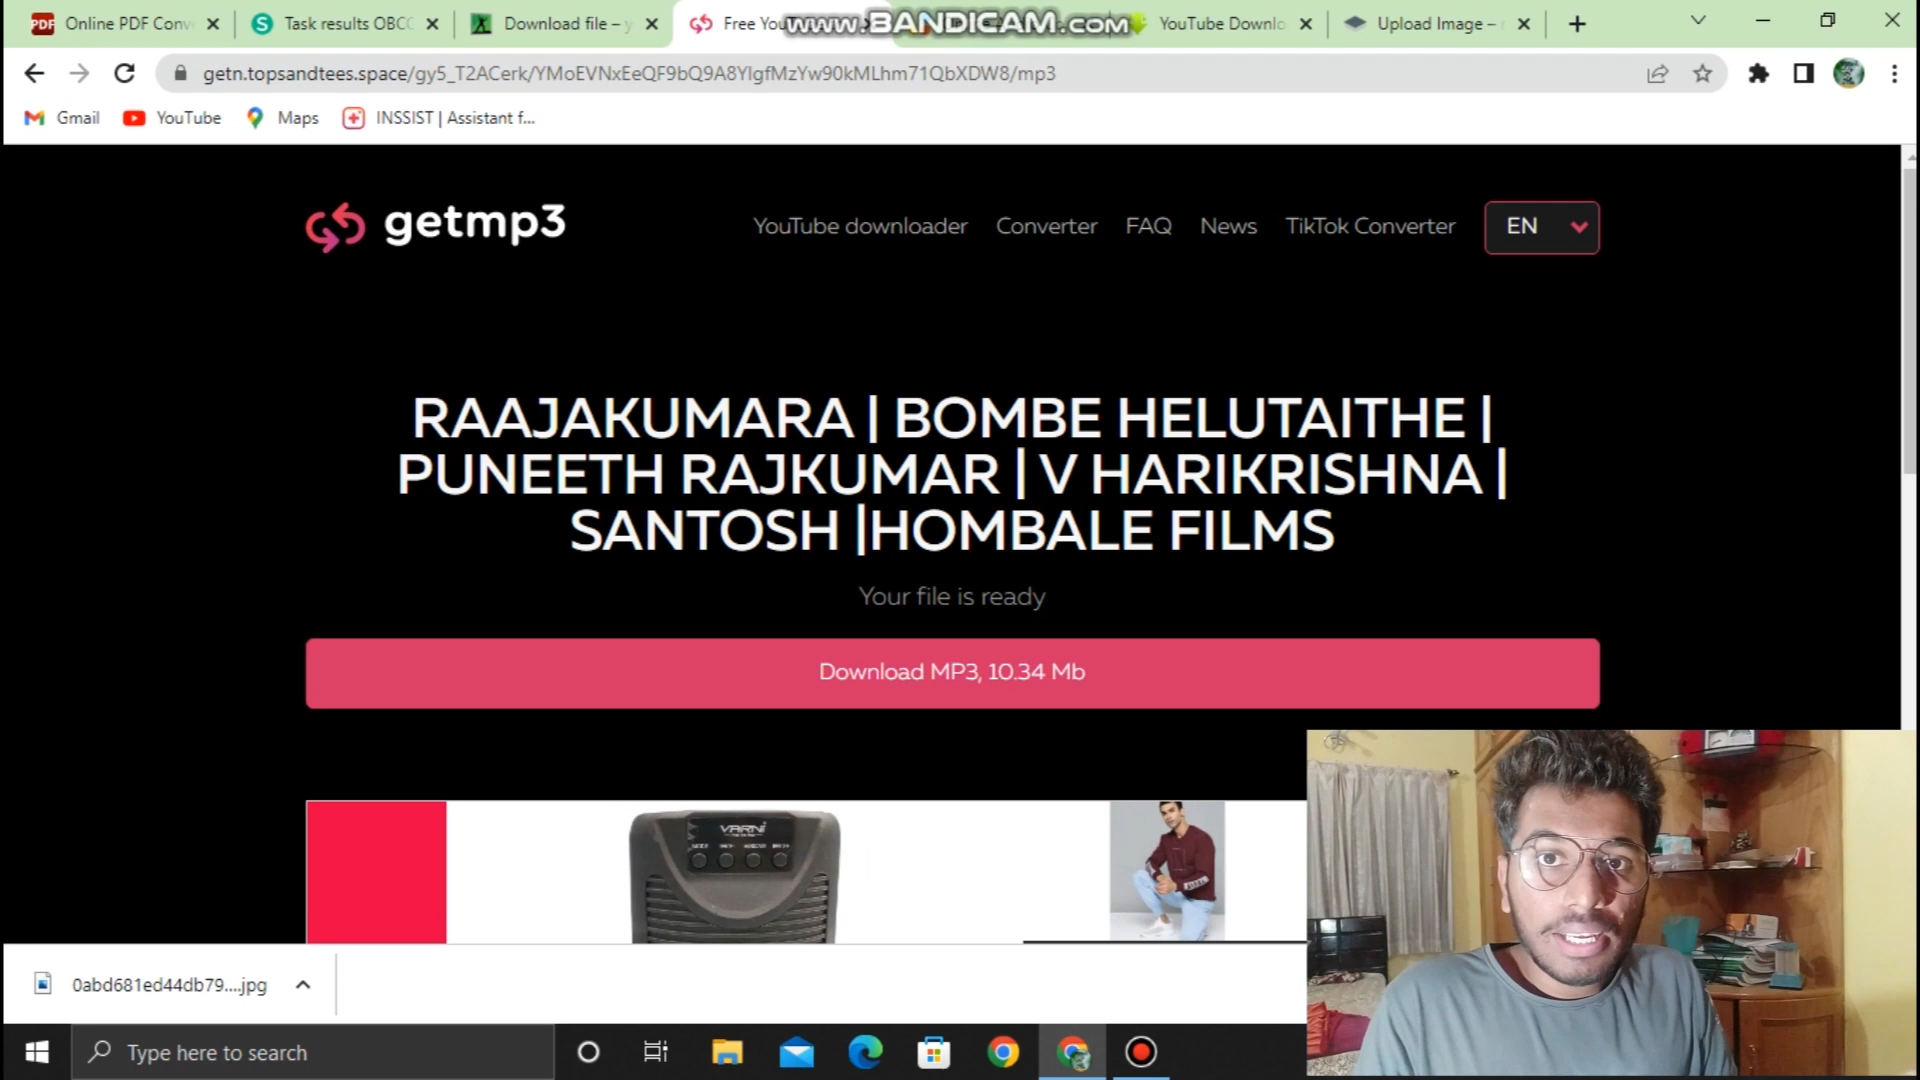 Online PDF Conv
Task results OBCC
Download file – y
Free You
www.BANDICAM.com
YouTube Downlo
Upload Image –
getn.topsandtees.space/gy5_T2ACerk/YMoEVNxEeQF9bQ9A8YlgfMzYw90kMLhm71QbXDW8/mp3
Gmail
YouTube
Maps
INSSIST | Assistant f...
getmp3
YouTube downloader
Converter
FAQ
News
TikTok Converter
EN
RAAJAKUMARA | BOMBE HELUTAITHE |
PUNEETH RAJKUMAR | V HARIKRISHNA |
SANTOSH |HOMBALE FILMS
Your file is ready
Download MP3, 10.34 Mb
VARNI
0abd681ed44db79....jpg
Type here to search